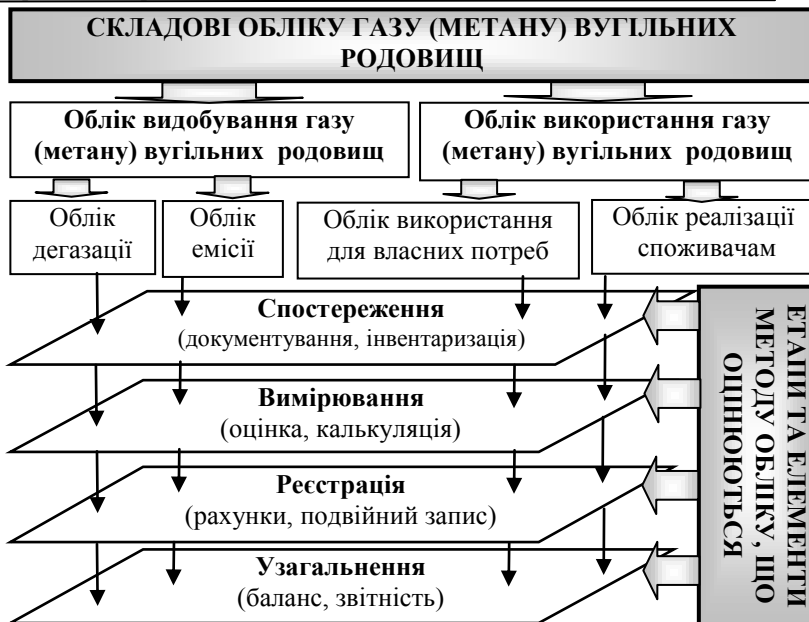 СКЛАДОВІ ОБЛІКУ ГАЗУ (МЕТАНУ) ВУГІЛЬНИХ
РОДОВИЩ
Облік видобування газу
(метану) вугільних родовищ
Облік використання газу
(метану) вугільних родовищ
Облік
дегазації
Облік
емісії
Облік використання
для власних потреб
Облік реалізації
споживачам
Спостереження
(документування, інвентаризація)
Вимірювання
(оцінка, калькуляція)
Реєстрація
(рахунки, подвійний запис)
Узагальнення
(баланс, звітність)
ЕТАПИ ТА ЕЛЕМЕНТИ
МЕТОДУ ОБЛІКУ, ЩО
ОЦІНЮЮТЬСЯ